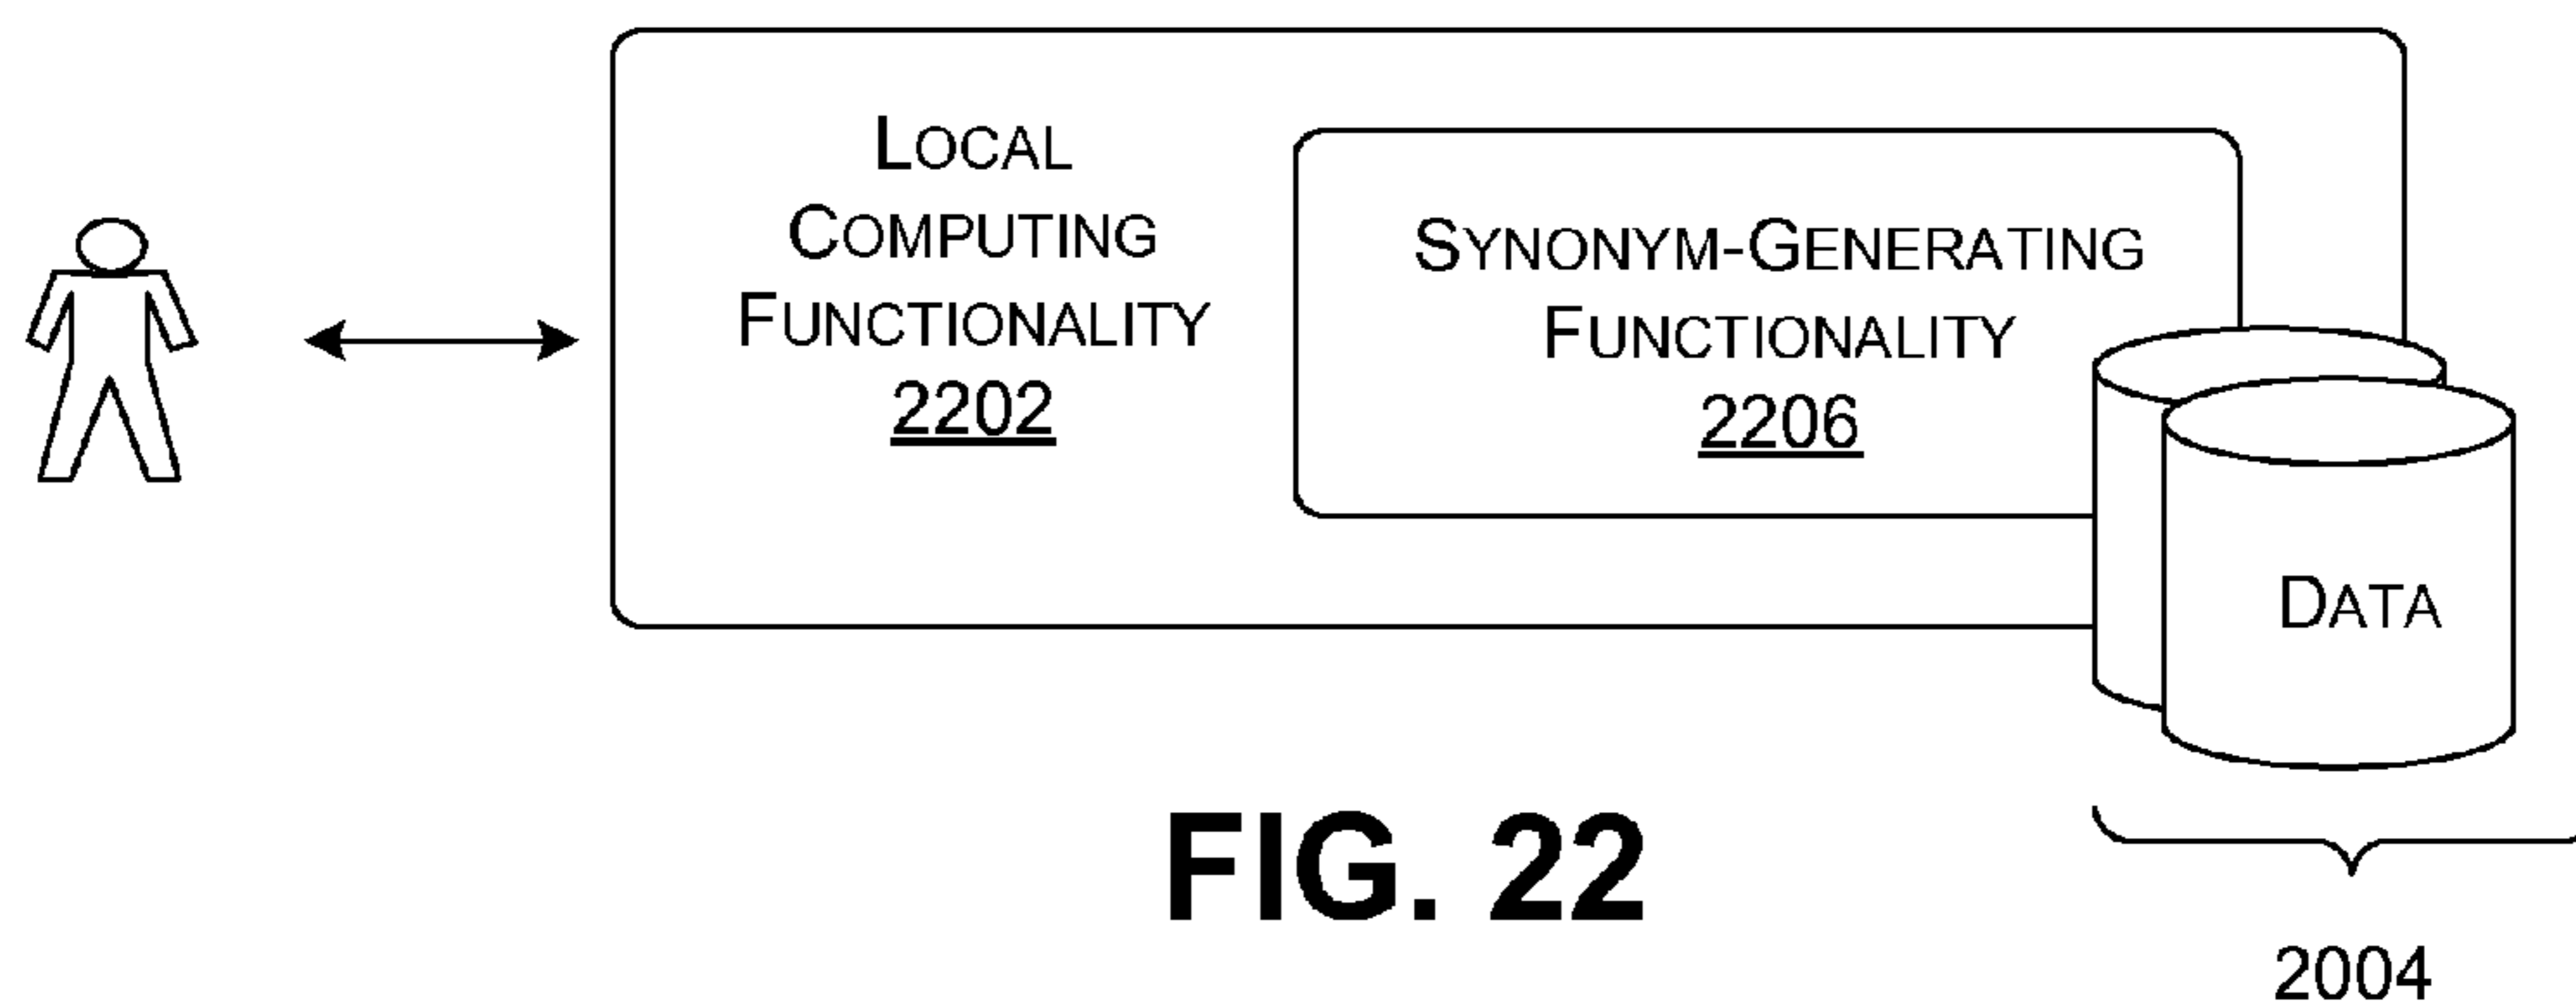 LOCAL
COMPUTING
FUNCTIONALITY
2202
SYNONYM-GENERATING
FUNCTIONALITY
2206
DATA
FIG. 22
2004